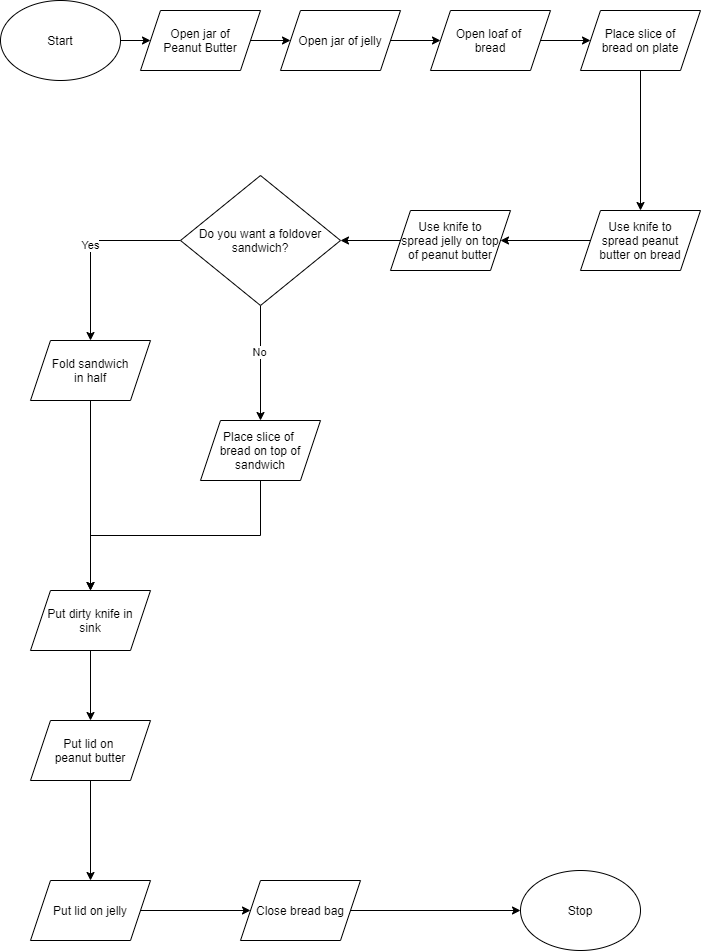 Start
Open jar of
Peanut Butter
Open jar of jelly
Open loaf of
bread
Place slice of
bread on plate
Use knife to
spread peanut
butter on bread
Use knife to
spread jelly on top
of peanut butter
Do you want a foldover
sandwich?
Yes
No
Fold sandwich
in half
Place slice of
bread on top of
sandwich
Put dirty knife in
sink
Put lid on
peanut butter
Put lid on jelly
Close bread bag
Stop